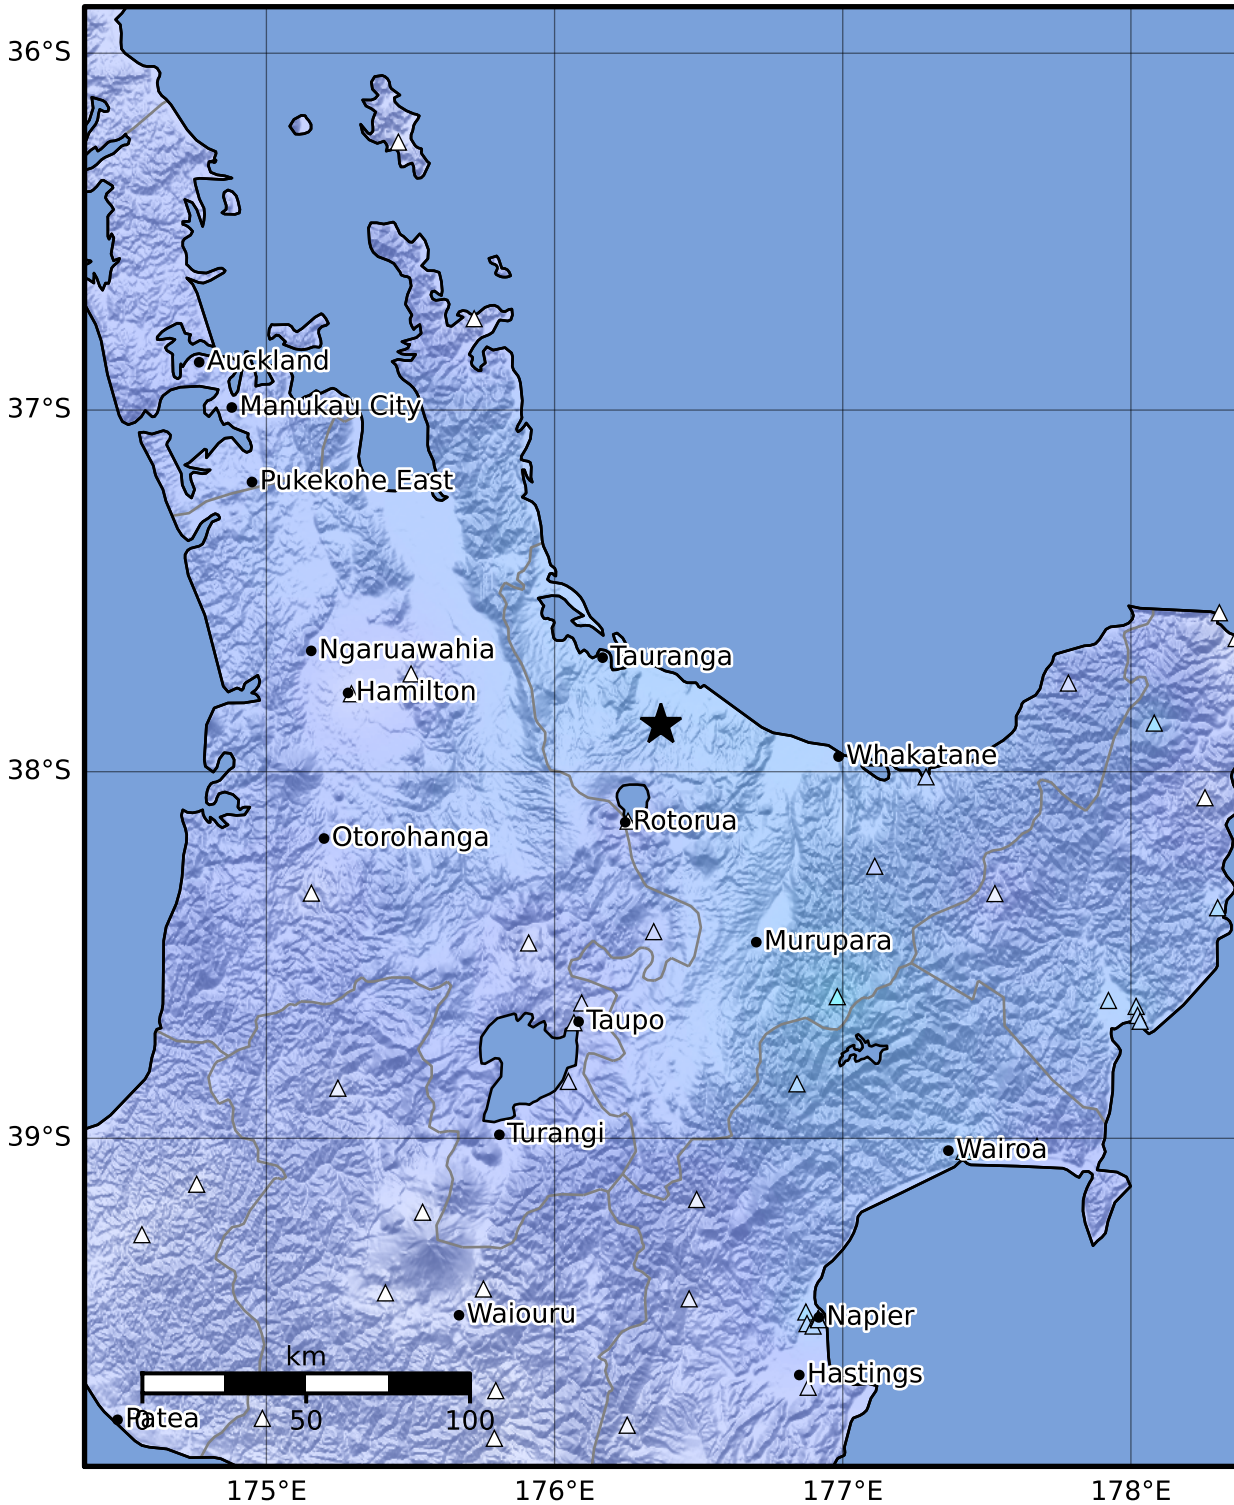 36°S
Auckland
37°S
Manukau City
Pukekohe East
Ngaruawahia
Tauranga
Hamilton
Whakatane
38°S
Rotorua
Otorohanga
Murupara
Taupo
39°S
Turangi
Wairoa
Waiouru
Napier
km
Hastings
Patea
0 50 100
175°E 176°E 177°E 178°E